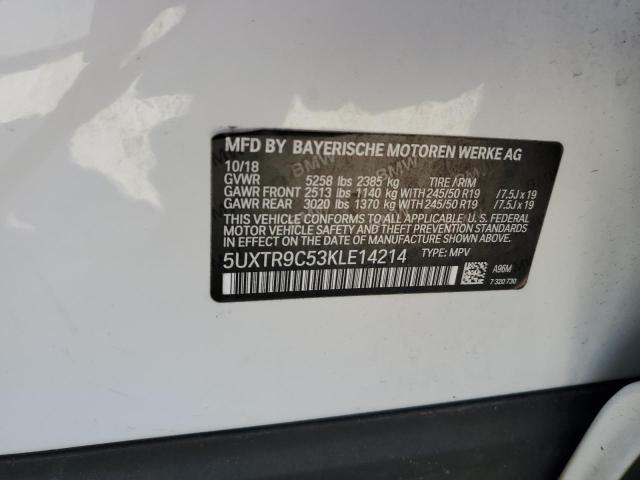 MFD BY BAYERISCHE MOTOREN WERKE AG
10/18
GVWR 5258 lbs 2385 kg TIRE / RIM
GAWR FRONT 2513 lbs 1140 kg WITH 245/50 R19 /7.5J x 19
GAWR REAR 3020 lbs 1370 kg WITH 245/50 R19 /7.5J x 19
THIS VEHICLE CONFORMS TO ALL APPLICABLE U. S. FEDERAL
MOTOR VEHICLE SAFETY AND THEFT PREVENTION
STANDARDS IN EFFECT ON THE DATE OF MANUFACTURE
SHOWN ABOVE.
5UXTR9C53KLE14214 TYPE: MPV
A96M
7 320 730